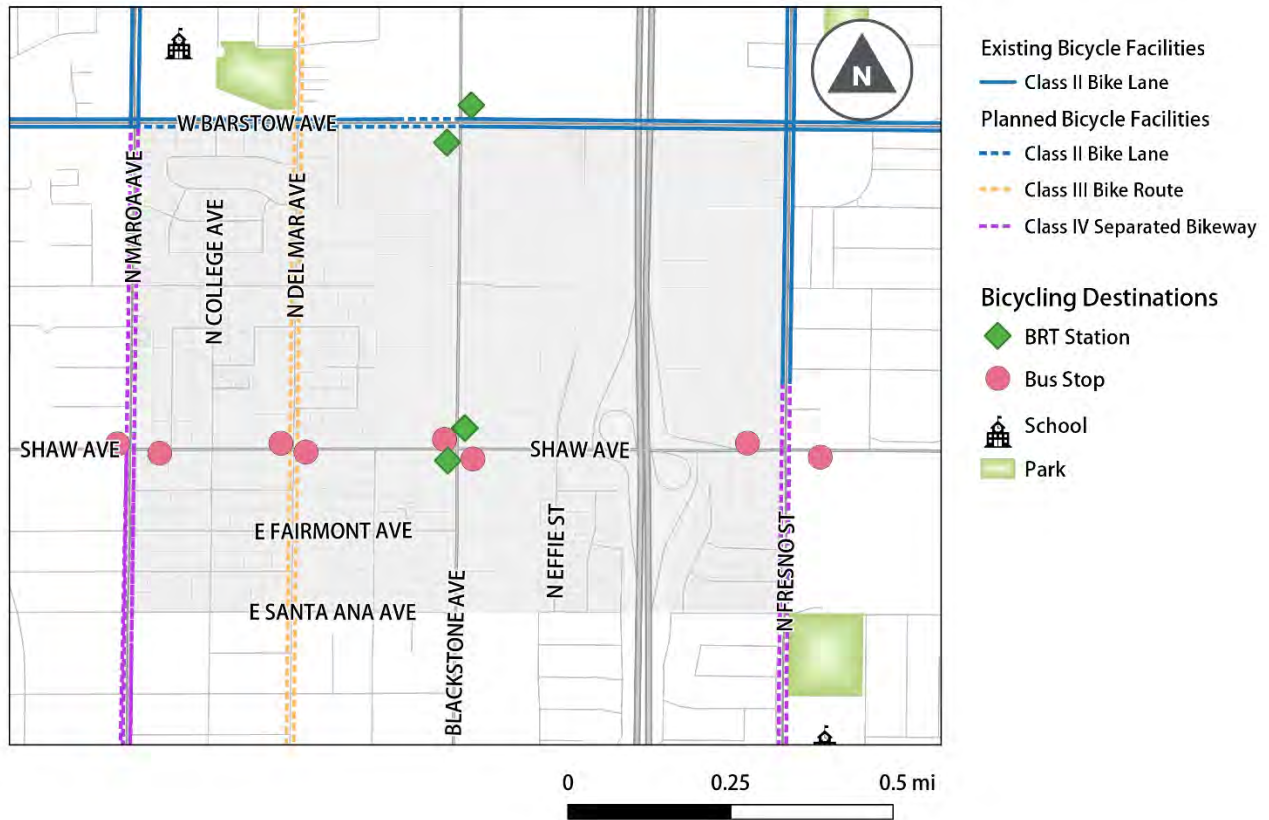 W BARSTOW AVE
N MAROA AVE
N COLLEGE AVE
N DEL MAR AVE
SHAW AVE
SHAW AVE
E FAIRMONT AVE
E SANTA ANA AVE
BLACKSTONE AVE
N EFFIE ST
N FRESNO ST
N
Existing Bicycle Facilities
Class II Bike Lane
Planned Bicycle Facilities
Class II Bike Lane
Class III Bike Route
Class IV Separated Bikeway
Bicycling Destinations
BRT Station
Bus Stop
School
Park
0 0.25 0.5 mi